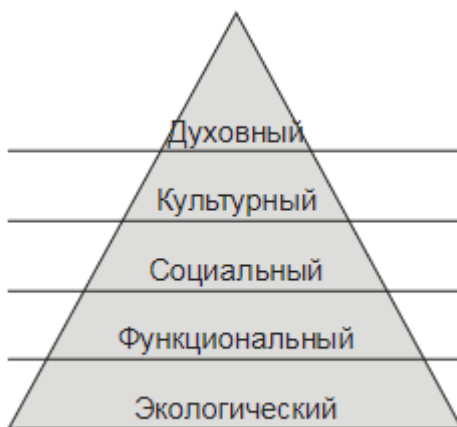 Духовный
Культурный
Социальный
Функциональный
Экологический